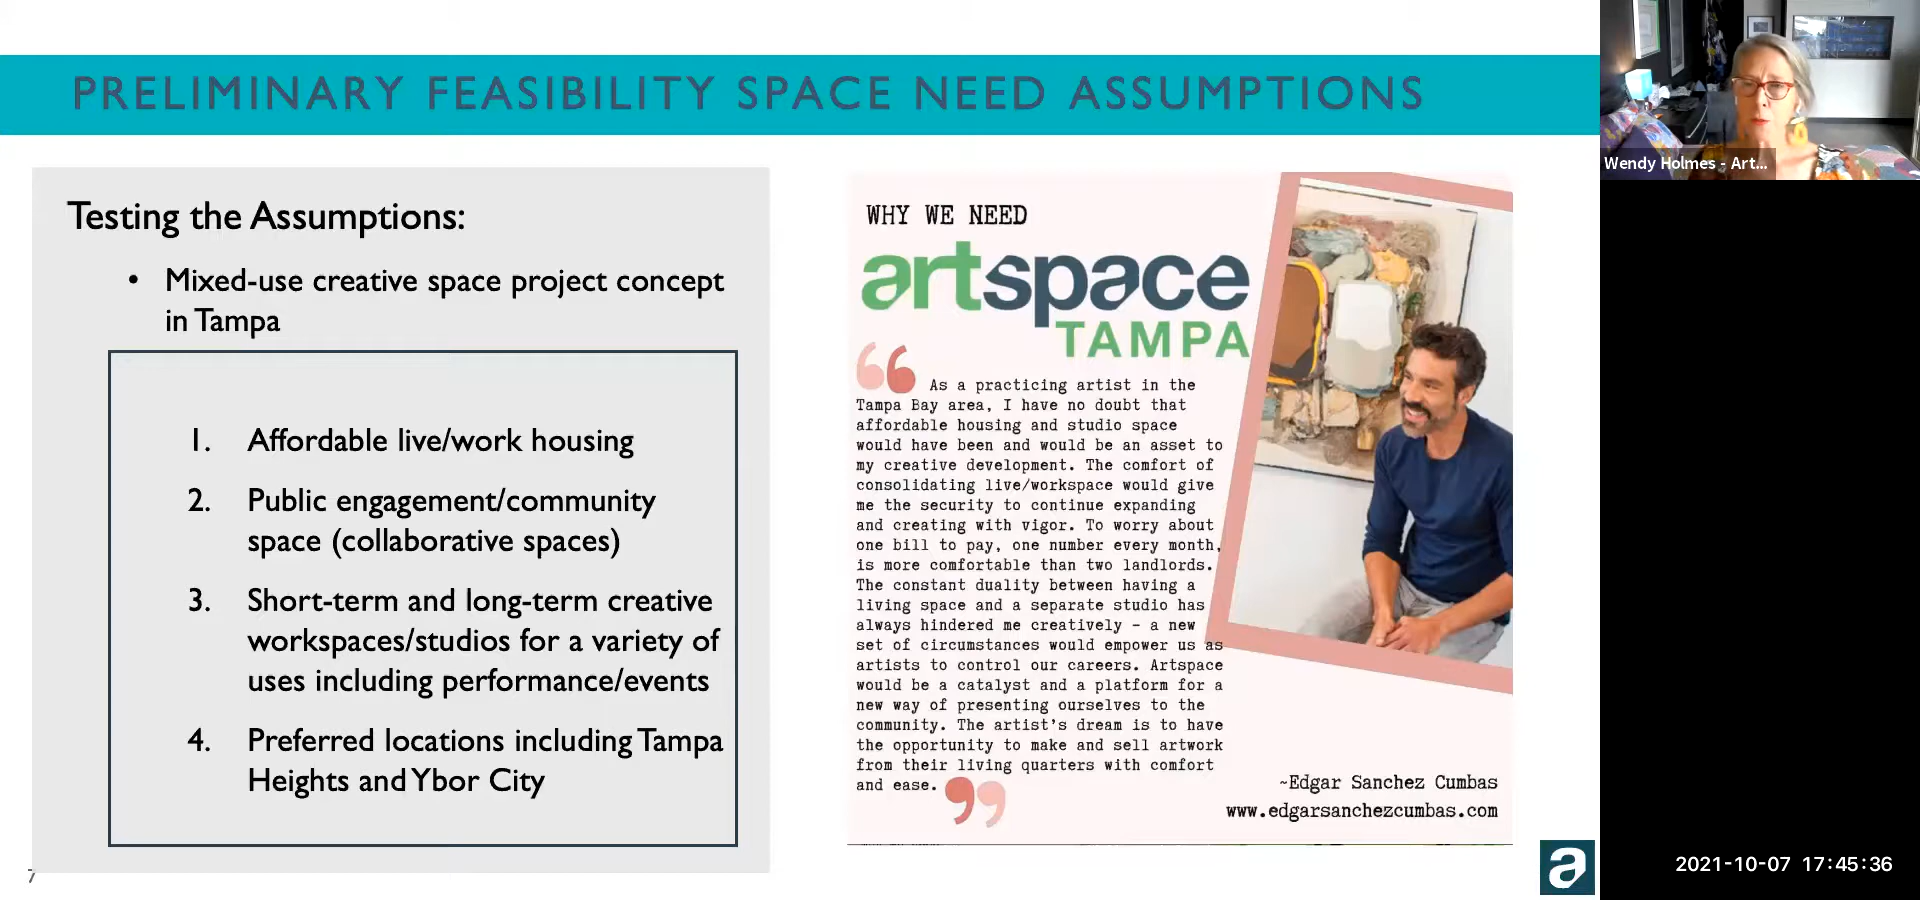 PRELIMINARY FEASIBILITY SPACE NEED ASSUMPTIONS
Testing the Assumptions:
• Mixed-use creative space project concept
in Tampa
1. Affordable live/work housing
2. Public engagement/community
space (collaborative spaces)
3. Short-term and long-term creative
workspaces/studios for a variety of
uses including performance/events
4. Preferred locations including Tampa
Heights and Ybor City
7
WHY WE NEED
artspace
TAMPA
“ As a practicing artist in the
Tampa Bay area, I have no doubt that
affordable housing and studio space
would have been and would be an asset to
my creative development. The comfort of
consolidating live/workspace would give
me the security to continue expanding
and creating with vigor. To worry about
one bill to pay, one number every month,
is more comfortable than two landlords.
The constant duality between having a
living space and a separate studio has
always hindered me creatively - a new
set of circumstances would empower us as
artists to control our careers. Artspace
would be a catalyst and a platform for a
new way of presenting ourselves to the
community. The artist's dream is to have
the opportunity to make and sell artwork
from their living quarters with comfort
and ease. ”
~Edgar Sanchez Cumbas
www.edgarsanchezcumbas.com
a
Wendy Holmes - Art...
2021-10-07 17:45:36